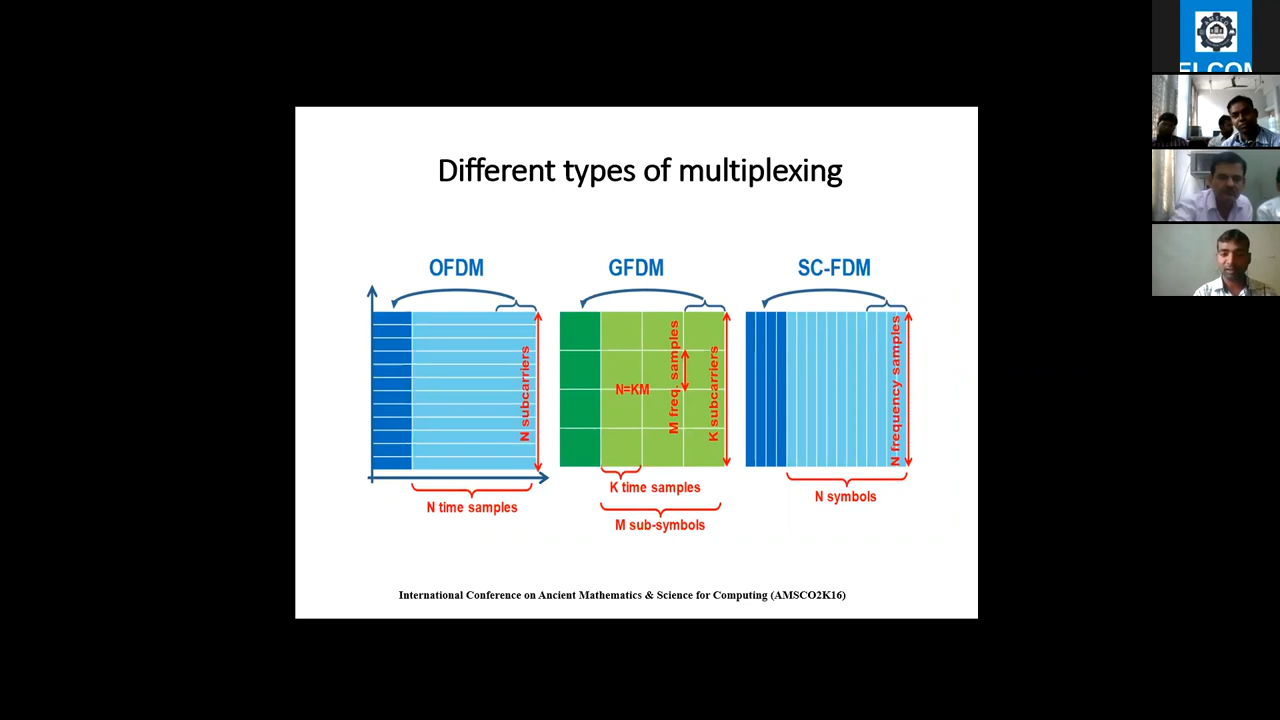 Different types of multiplexing
OFDM
GFDM
SC-FDM
N subcarriers
N=KM
M freq. samples
K subcarriers
N frequency samples
K time samples
N symbols
N time samples
M sub-symbols
International Conference on Ancient Mathematics & Science for Computing (AMSCO2K16)